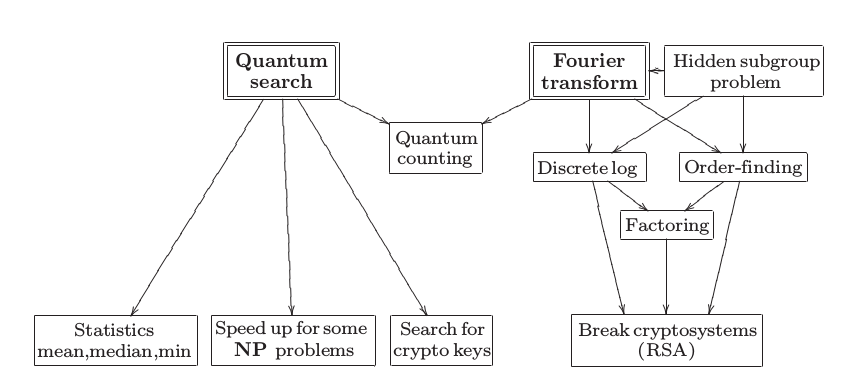 Quantum
search
Fourier
transform
Hidden subgroup
problem
Quantum
counting
Discrete log
Order-finding
Factoring
Statistics
mean,median,min
Speed up for some
NP problems
Search for
crypto keys
Break cryptosystems
(RSA)